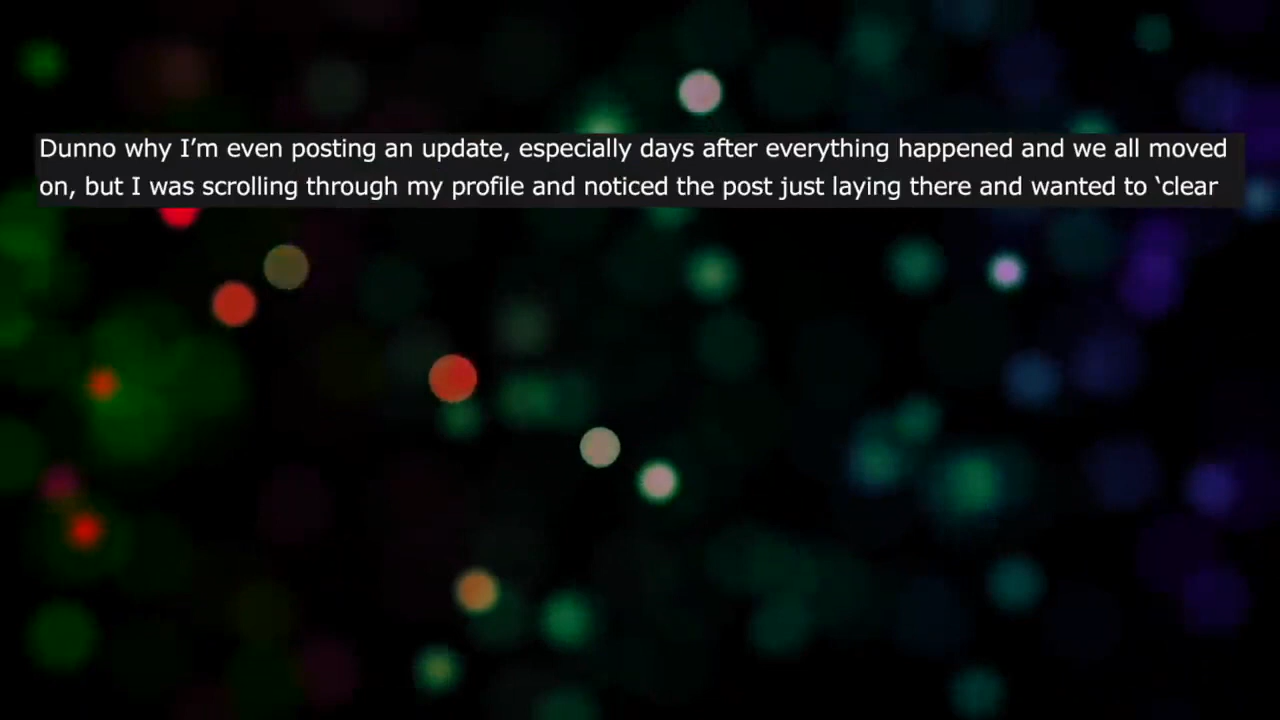 Dunno why I’m even posting an update, especially days after everything happened and we all moved
on, but I was scrolling through my profile and noticed the post just laying there and wanted to ‘clear